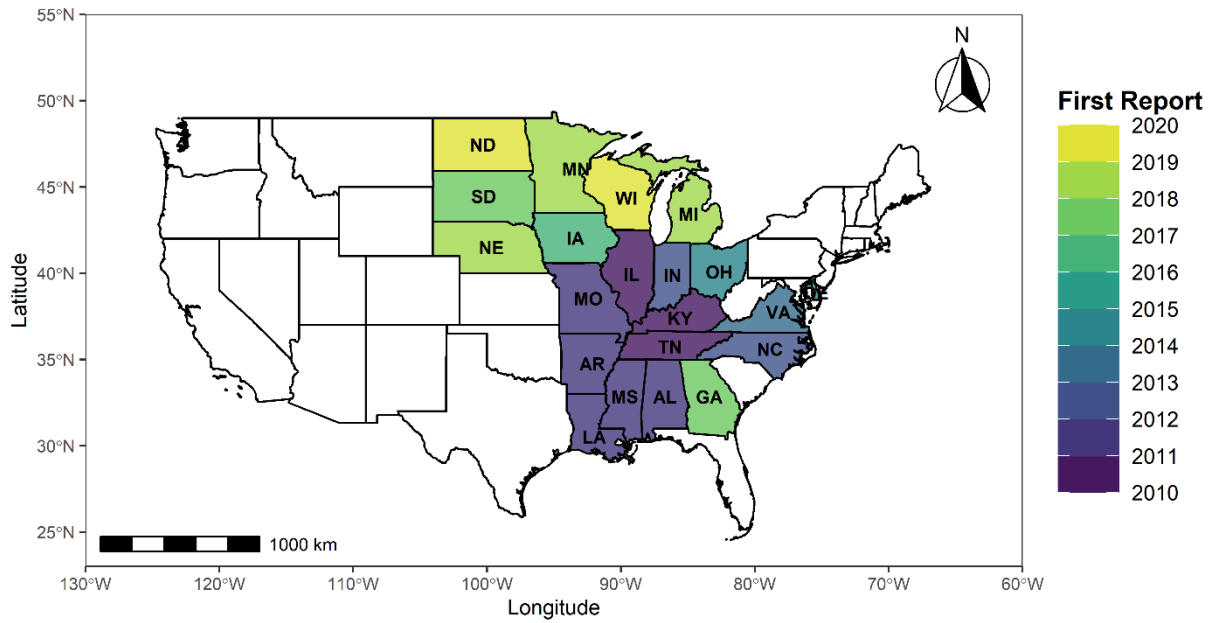 55°N
50°N
45°N
40°N
35°N
30°N
25°N
Latitude
N
ND
MN
SD
WI
MI
NE
IA
IL
IN
OH
MO
KY
VA
TN
NC
AR
MS
AL
GA
LA
1000 km
130°W
120°W
110°W
100°W
90°W
80°W
70°W
60°W
Longitude
First Report
2020
2019
2018
2017
2016
2015
2014
2013
2012
2011
2010